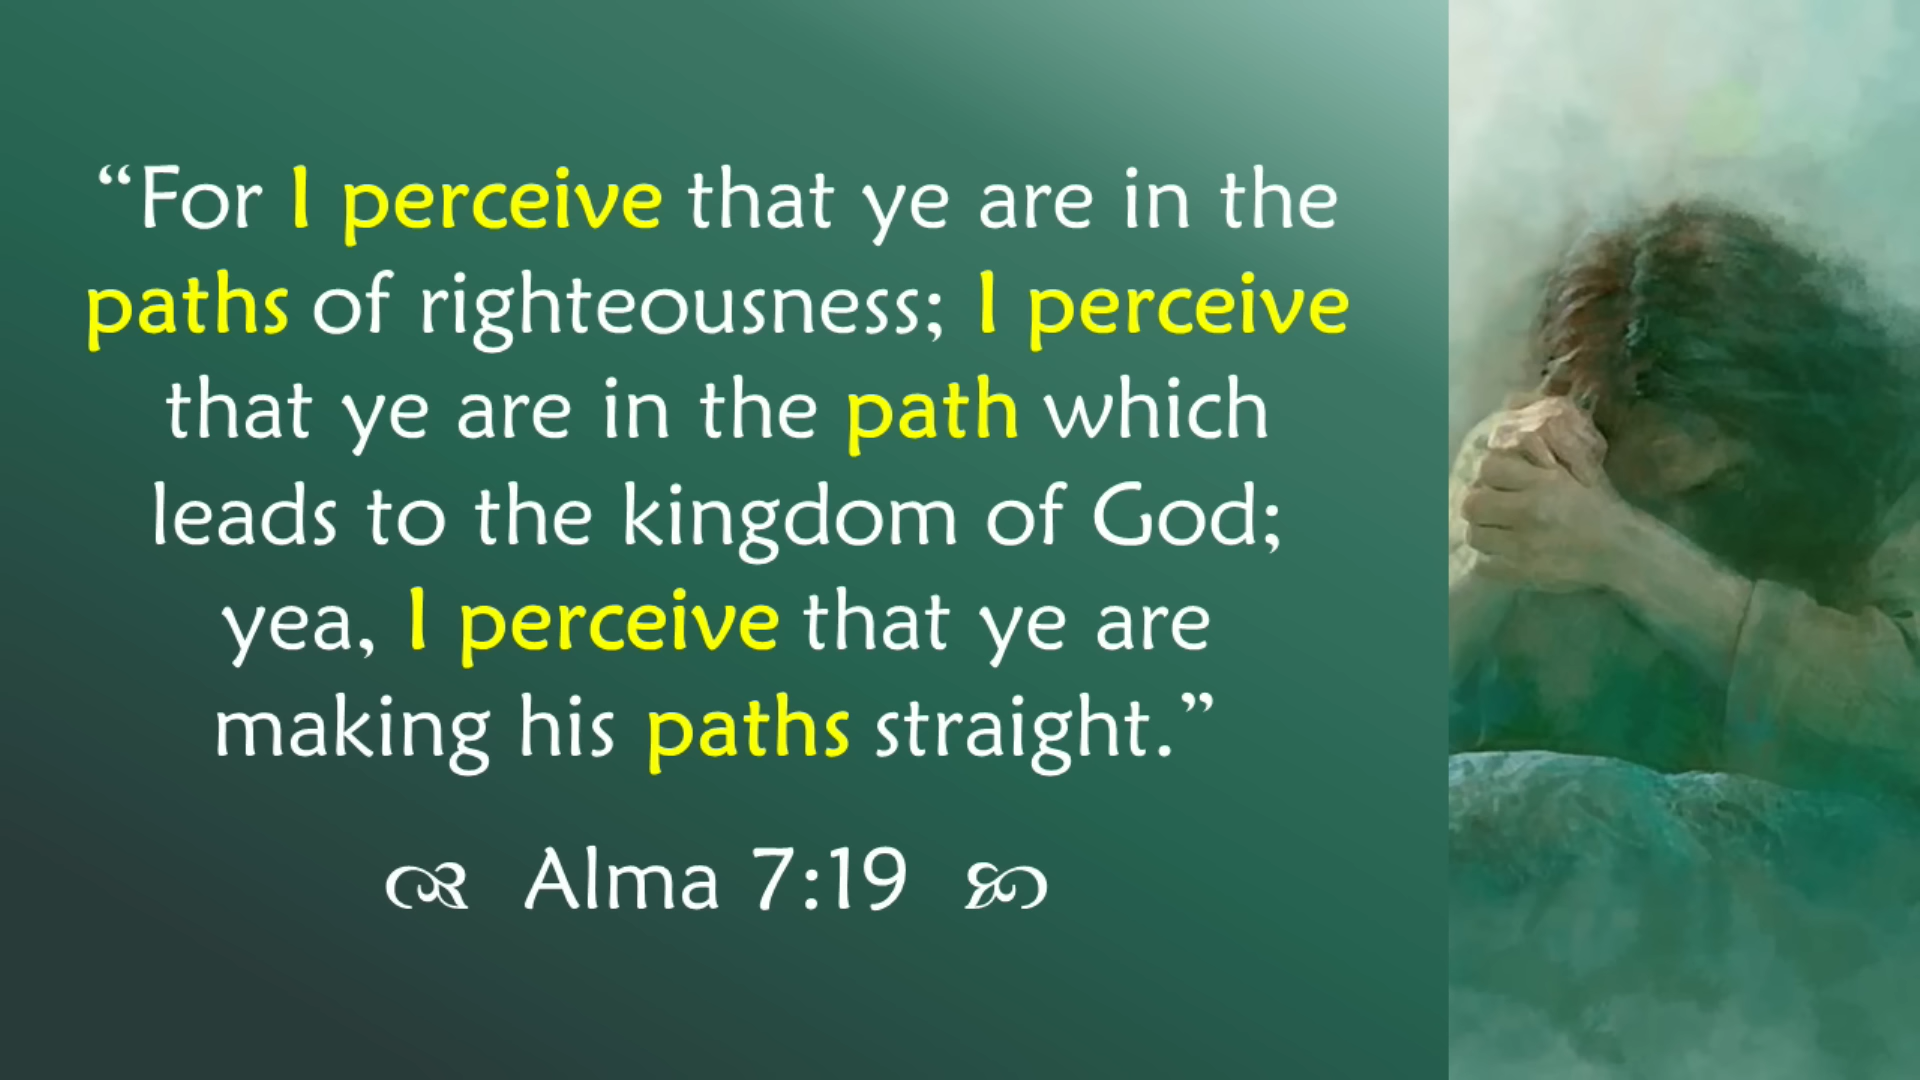 “For I perceive that ye are in the
paths of righteousness; I perceive
that ye are in the path which
leads to the kingdom of God;
yea, I perceive that ye are
making his paths straight.”
Alma 7:19